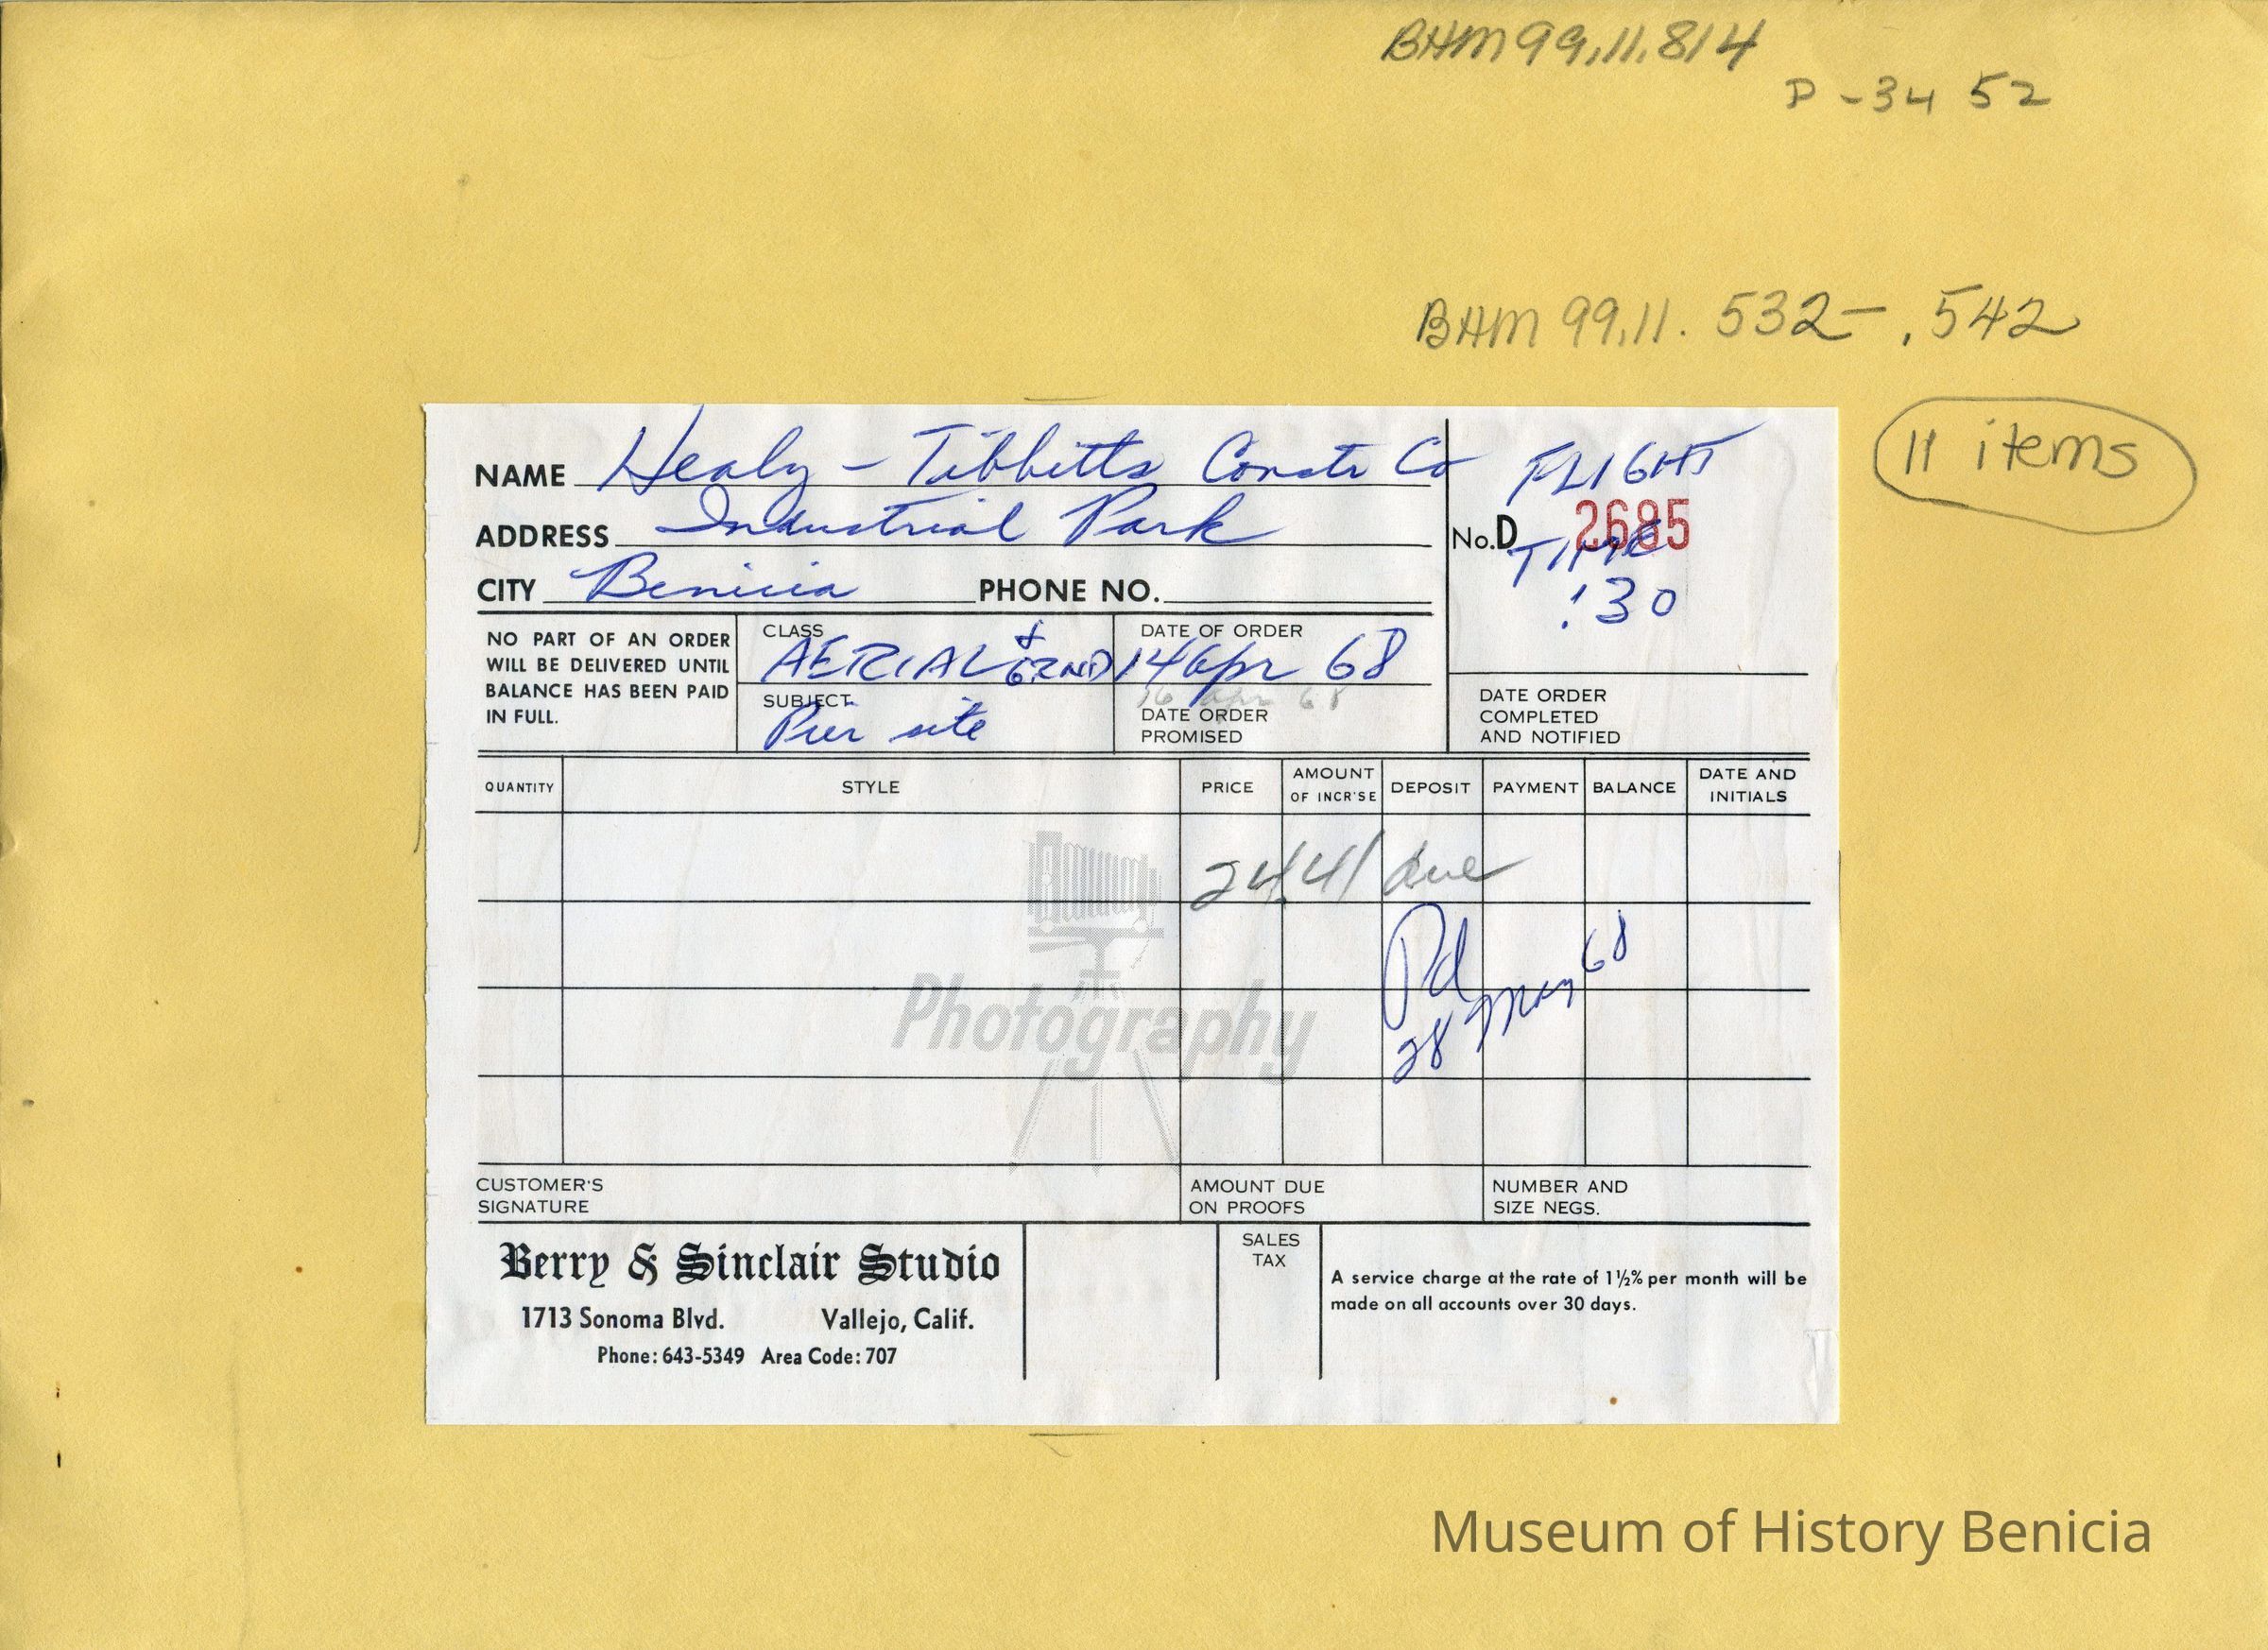 BHM 99.11.814
P-34 52
BHM 99.11.532-.542
11 items
NAME Healy-Tibbitts Constr Co
FLIGHT
ADDRESS Industrial Park
No. D 2685
TIME
CITY Benicia PHONE NO.
:30
NO PART OF AN ORDER
WILL BE DELIVERED UNTIL
BALANCE HAS BEEN PAID
IN FULL.
CLASS
AERIAL & GRND
SUBJECT
Pier site
DATE OF ORDER
14 Apr 68
16 Apr 68
DATE ORDER
PROMISED
DATE ORDER
COMPLETED
AND NOTIFIED
QUANTITY STYLE PRICE AMOUNT OF INCR'SE DEPOSIT PAYMENT BALANCE DATE AND INITIALS
24.41 due
Pd
28 May 68
Photography
CUSTOMER'S
SIGNATURE
AMOUNT DUE
ON PROOFS
NUMBER AND
SIZE NEGS.
Berry & Sinclair Studio
1713 Sonoma Blvd. Vallejo, Calif.
Phone: 643-5349 Area Code: 707
SALES
TAX
A service charge at the rate of 1½% per month will be
made on all accounts over 30 days.
Museum of History Benicia